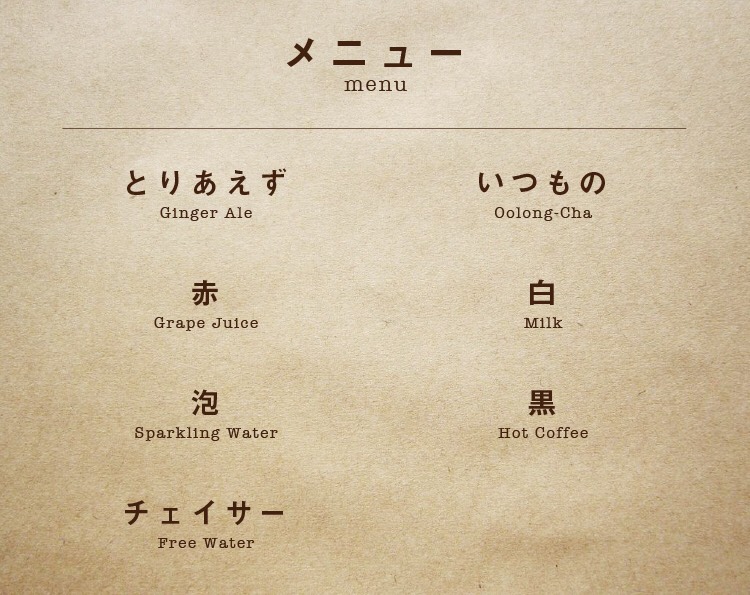 メニュー
menu
とりあえず
Ginger Ale
いつもの
Oolong-Cha
赤
Grape Juice
白
Milk
泡
Sparkling Water
黒
Hot Coffee
チェイサー
Free Water